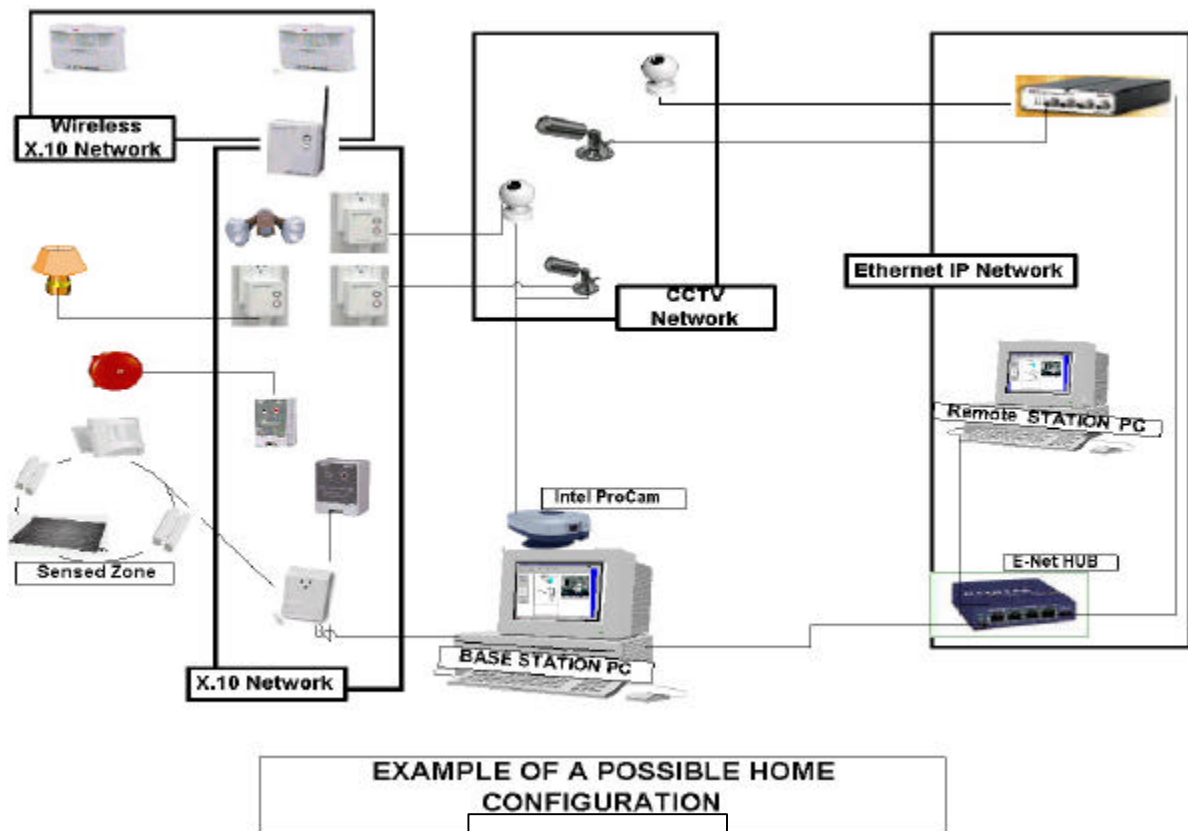 Wireless
X.10 Network
CCTV
Network
Ethernet IP Network
Remote STATION PC
Intel ProCam
E-Net HUB
Sensed Zone
BASE STATION PC
X.10 Network
EXAMPLE OF A POSSIBLE HOME
CONFIGURATION